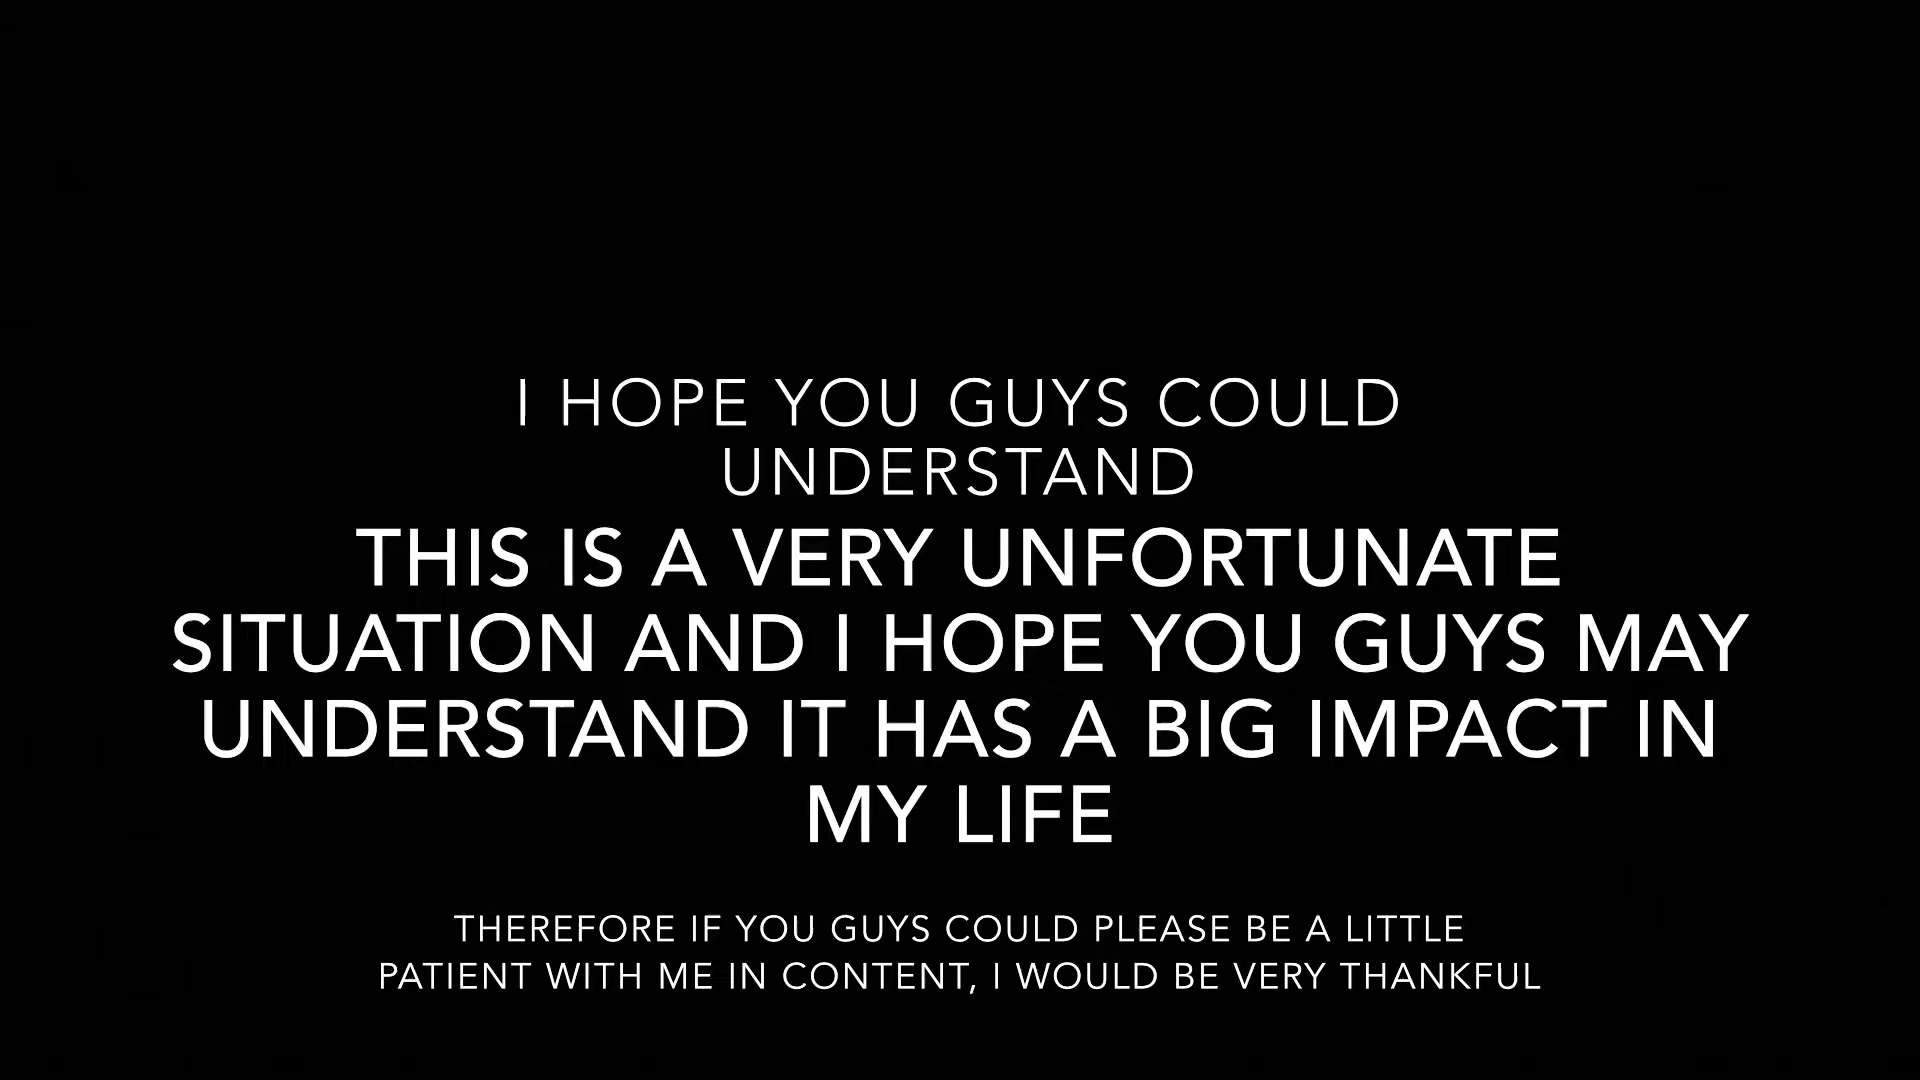 I HOPE YOU GUYS COULD
UNDERSTAND
THIS IS A VERY UNFORTUNATE
SITUATION AND I HOPE YOU GUYS MAY
UNDERSTAND IT HAS A BIG IMPACT IN
MY LIFE
THEREFORE IF YOU GUYS COULD PLEASE BE A LITTLE
PATIENT WITH ME IN CONTENT, I WOULD BE VERY THANKFUL